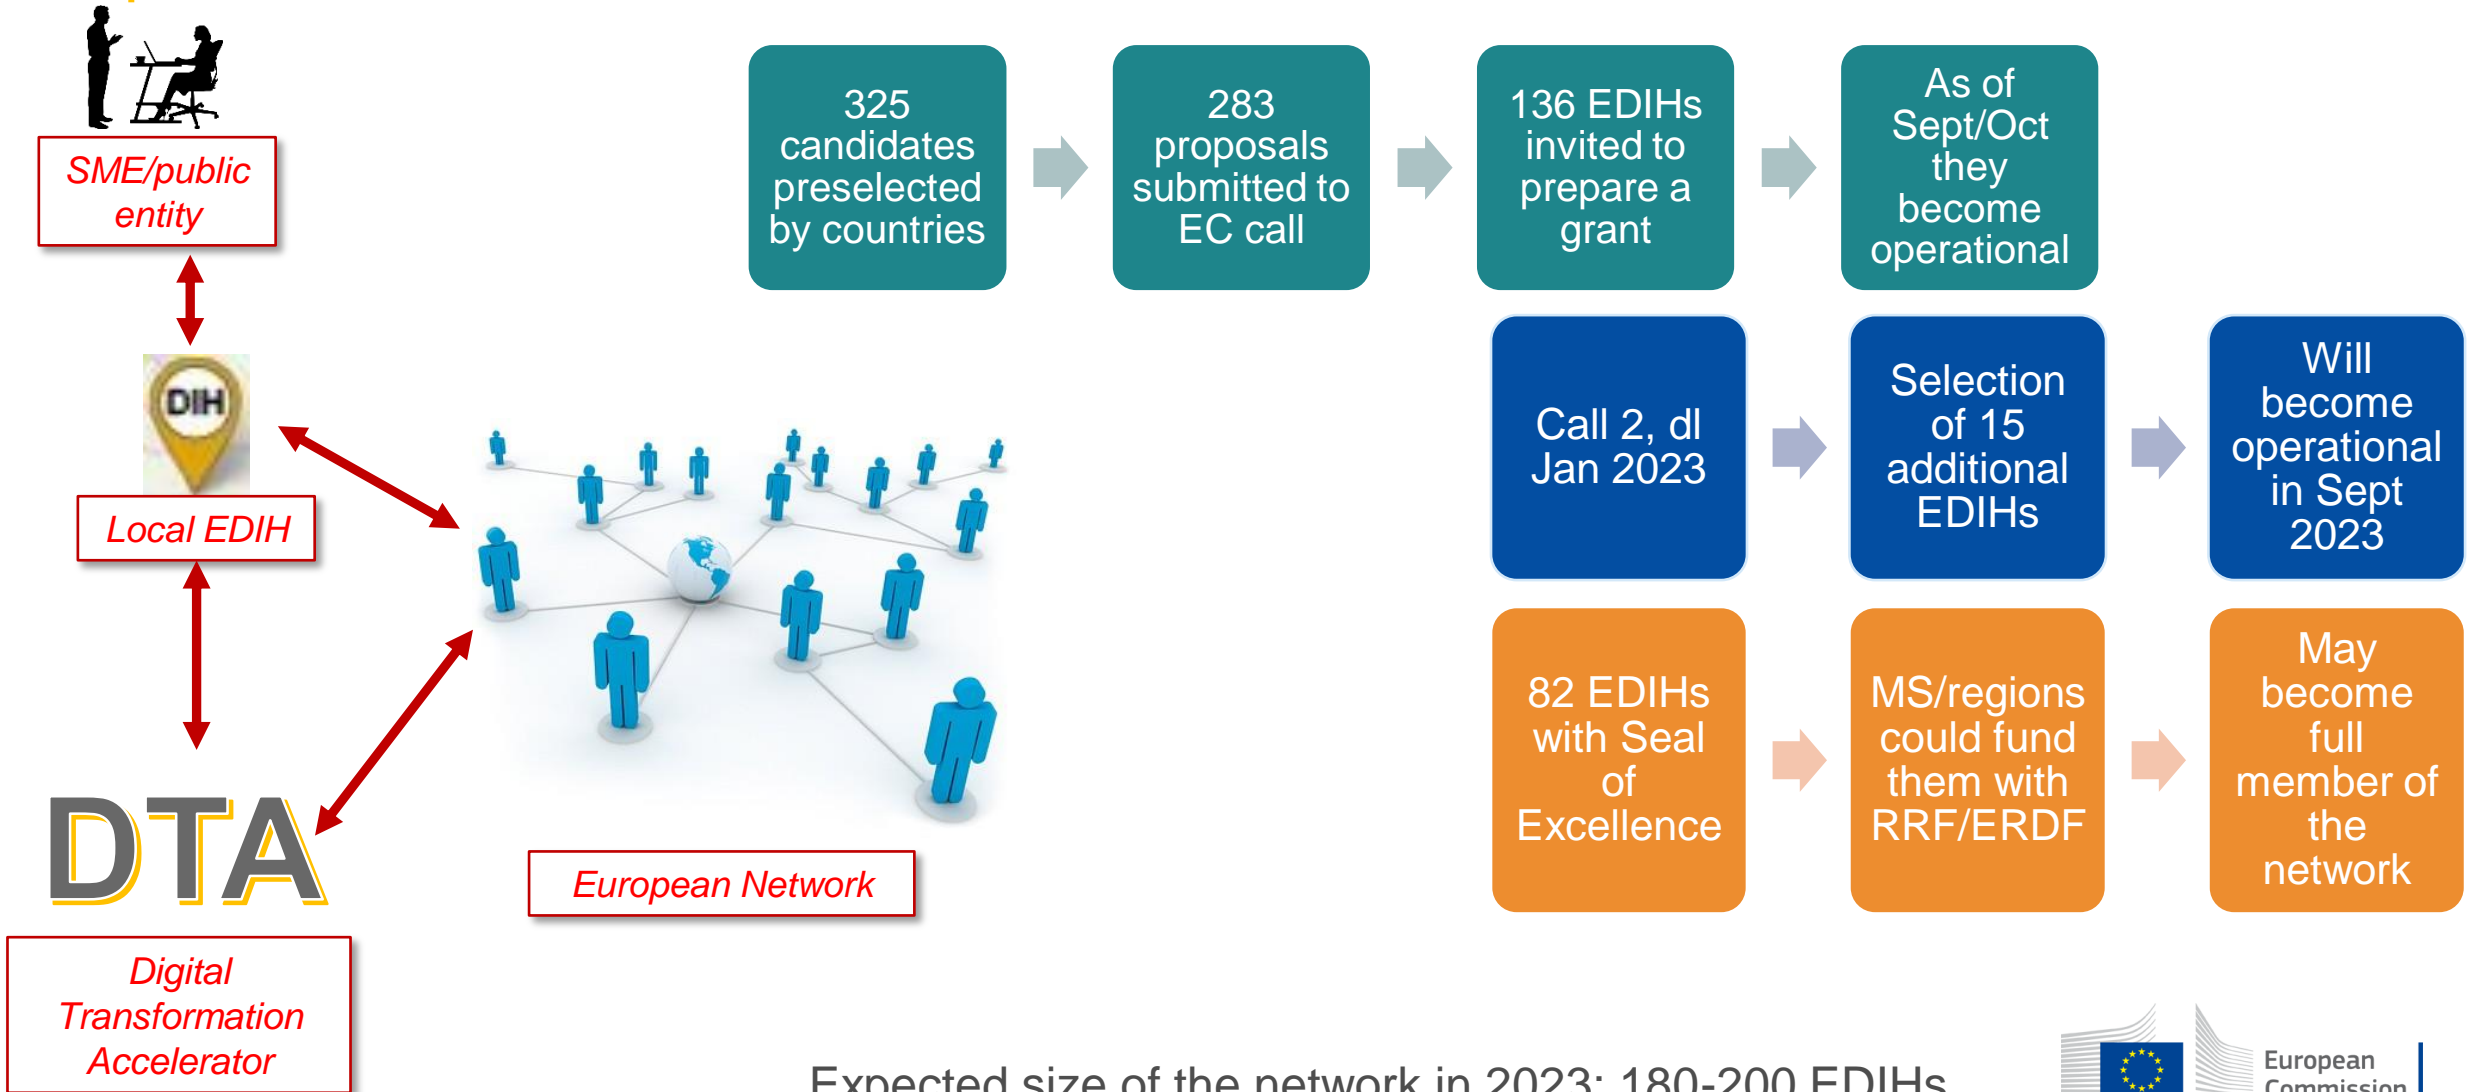 SME/public
entity
DIH
Local EDIH
DTA
Digital
Transformation
Accelerator
European Network
325
candidates
preselected
by countries
283
proposals
submitted to
EC call
136 EDIHs
invited to
prepare a
grant
As of
Sept/Oct
they
become
operational
Call 2, dl
Jan 2023
Selection
of 15
additional
EDIHs
Will
become
operational
in Sept
2023
82 EDIHs
with Seal
of
Excellence
MS/regions
could fund
them with
RRF/ERDF
May
become
full
member of
the
network
Expected size of the network in 2023: 180-200 EDIHs
European
Commission